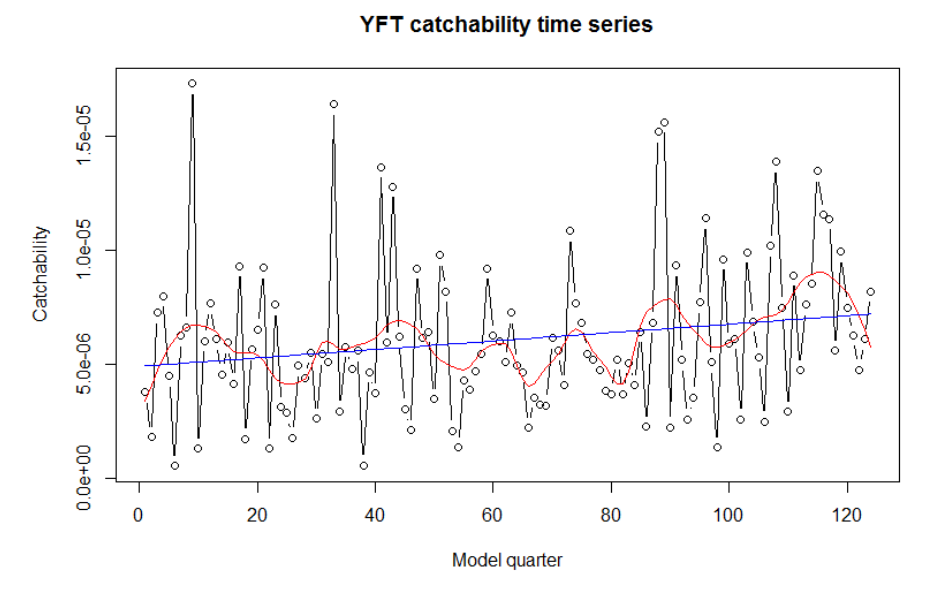 YFT catchability time series
Catchability
1.5e-05
1.0e-05
5.0e-06
0.0e+00
0 20 40 60 80 100 120
Model quarter